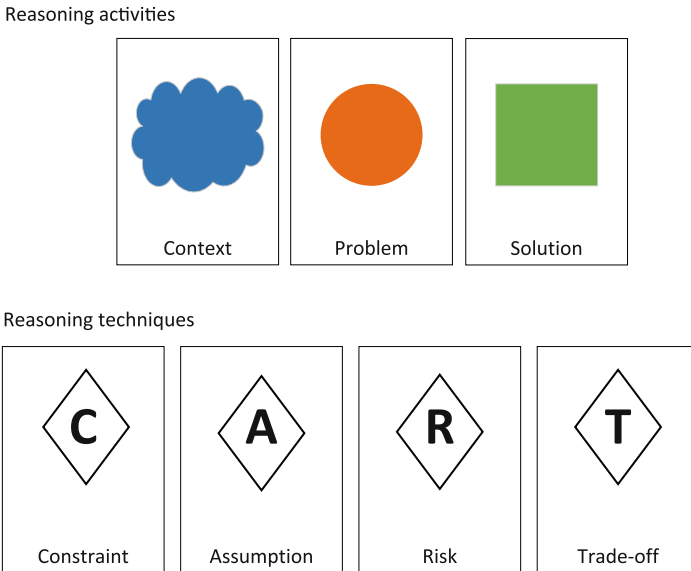 Reasoning activities
Context Problem Solution
Reasoning techniques
C A R T
Constraint Assumption Risk Trade-off